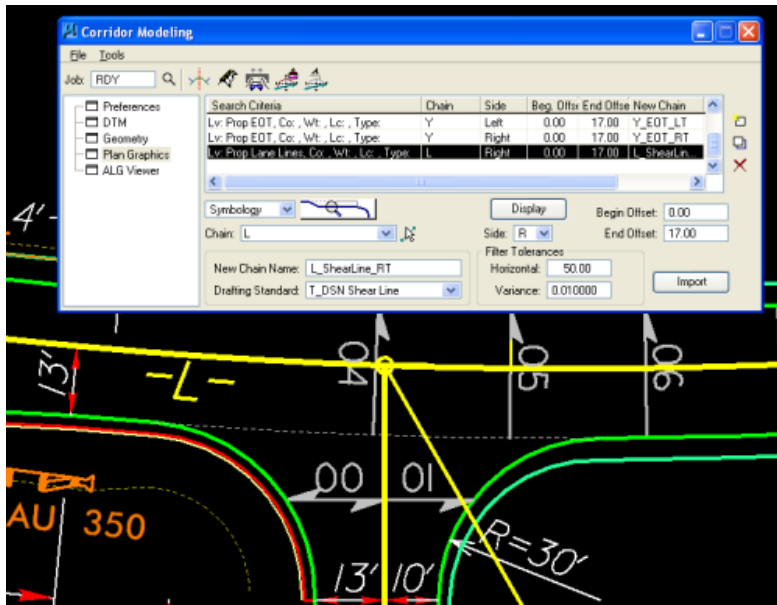 Corridor Modeling
File Tools
Job: RDY
Preferences
DTM
Geometry
Plan Graphics
ALG Viewer
Search Criteria Chain Side Beg. Offs End Offse New Chain
Lv: Prop EOT, Co: , Wt: , Lc: , Type: Y Left 0.00 17.00 Y_EOT_LT
Lv: Prop EOT, Co: , Wt: , Lc: , Type: Y Right 0.00 17.00 Y_EOT_RT
Lv: Prop Lane Lines, Co: , Wt: , Lc: , Type: L Right 0.00 17.00 L_ShearLin...
Symbology Display Begin Offset: 0.00
Chain: L Side: R End Offset: 17.00
Filter Tolerances
New Chain Name: L_ShearLine_RT Horizontal: 50.00
Import
Drafting Standard: T_DSN Shear Line Variance: 0.010000
4'-
04 05 06
13' -L-
00 01
AU 350
R=30'
13' 10'